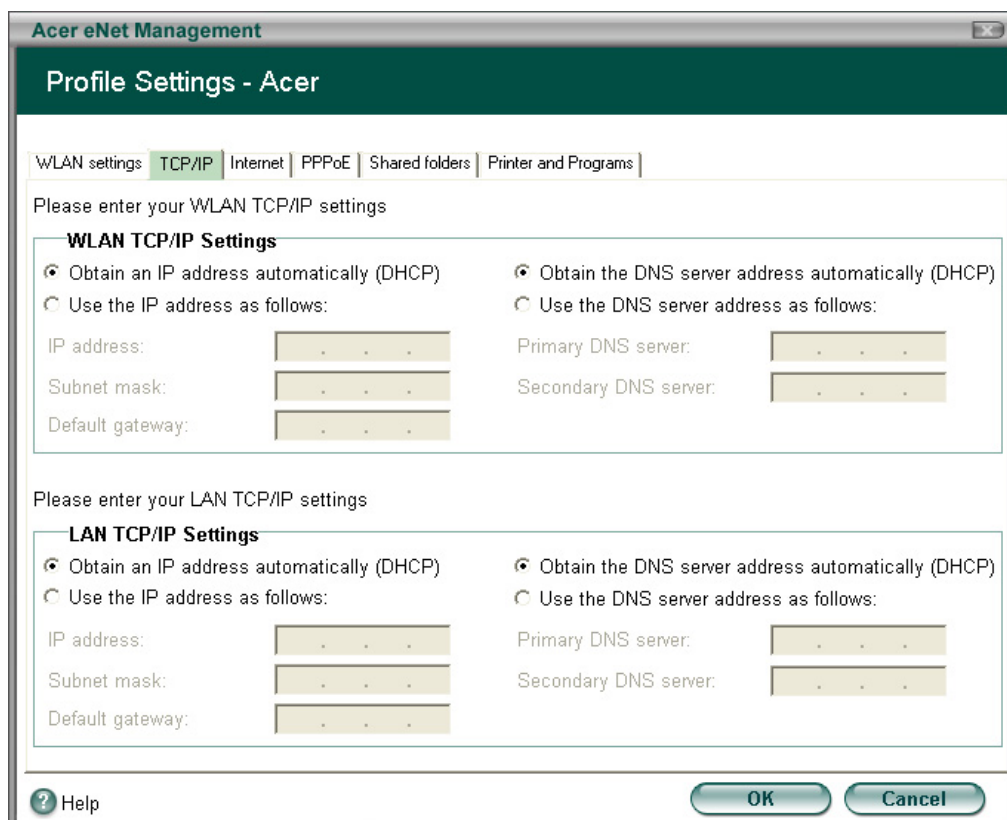 Acer eNet Management
Profile Settings - Acer
WLAN settings TCP/IP Internet PPPoE Shared folders Printer and Programs
Please enter your WLAN TCP/IP settings
WLAN TCP/IP Settings
Obtain an IP address automatically (DHCP) Obtain the DNS server address automatically (DHCP)
Use the IP address as follows: Use the DNS server address as follows:
IP address: . . . Primary DNS server: . . .
Subnet mask: . . . Secondary DNS server: . . .
Default gateway: . . .
Please enter your LAN TCP/IP settings
LAN TCP/IP Settings
Obtain an IP address automatically (DHCP) Obtain the DNS server address automatically (DHCP)
Use the IP address as follows: Use the DNS server address as follows:
IP address: . . . Primary DNS server: . . .
Subnet mask: . . . Secondary DNS server: . . .
Default gateway: . . .
? Help OK Cancel